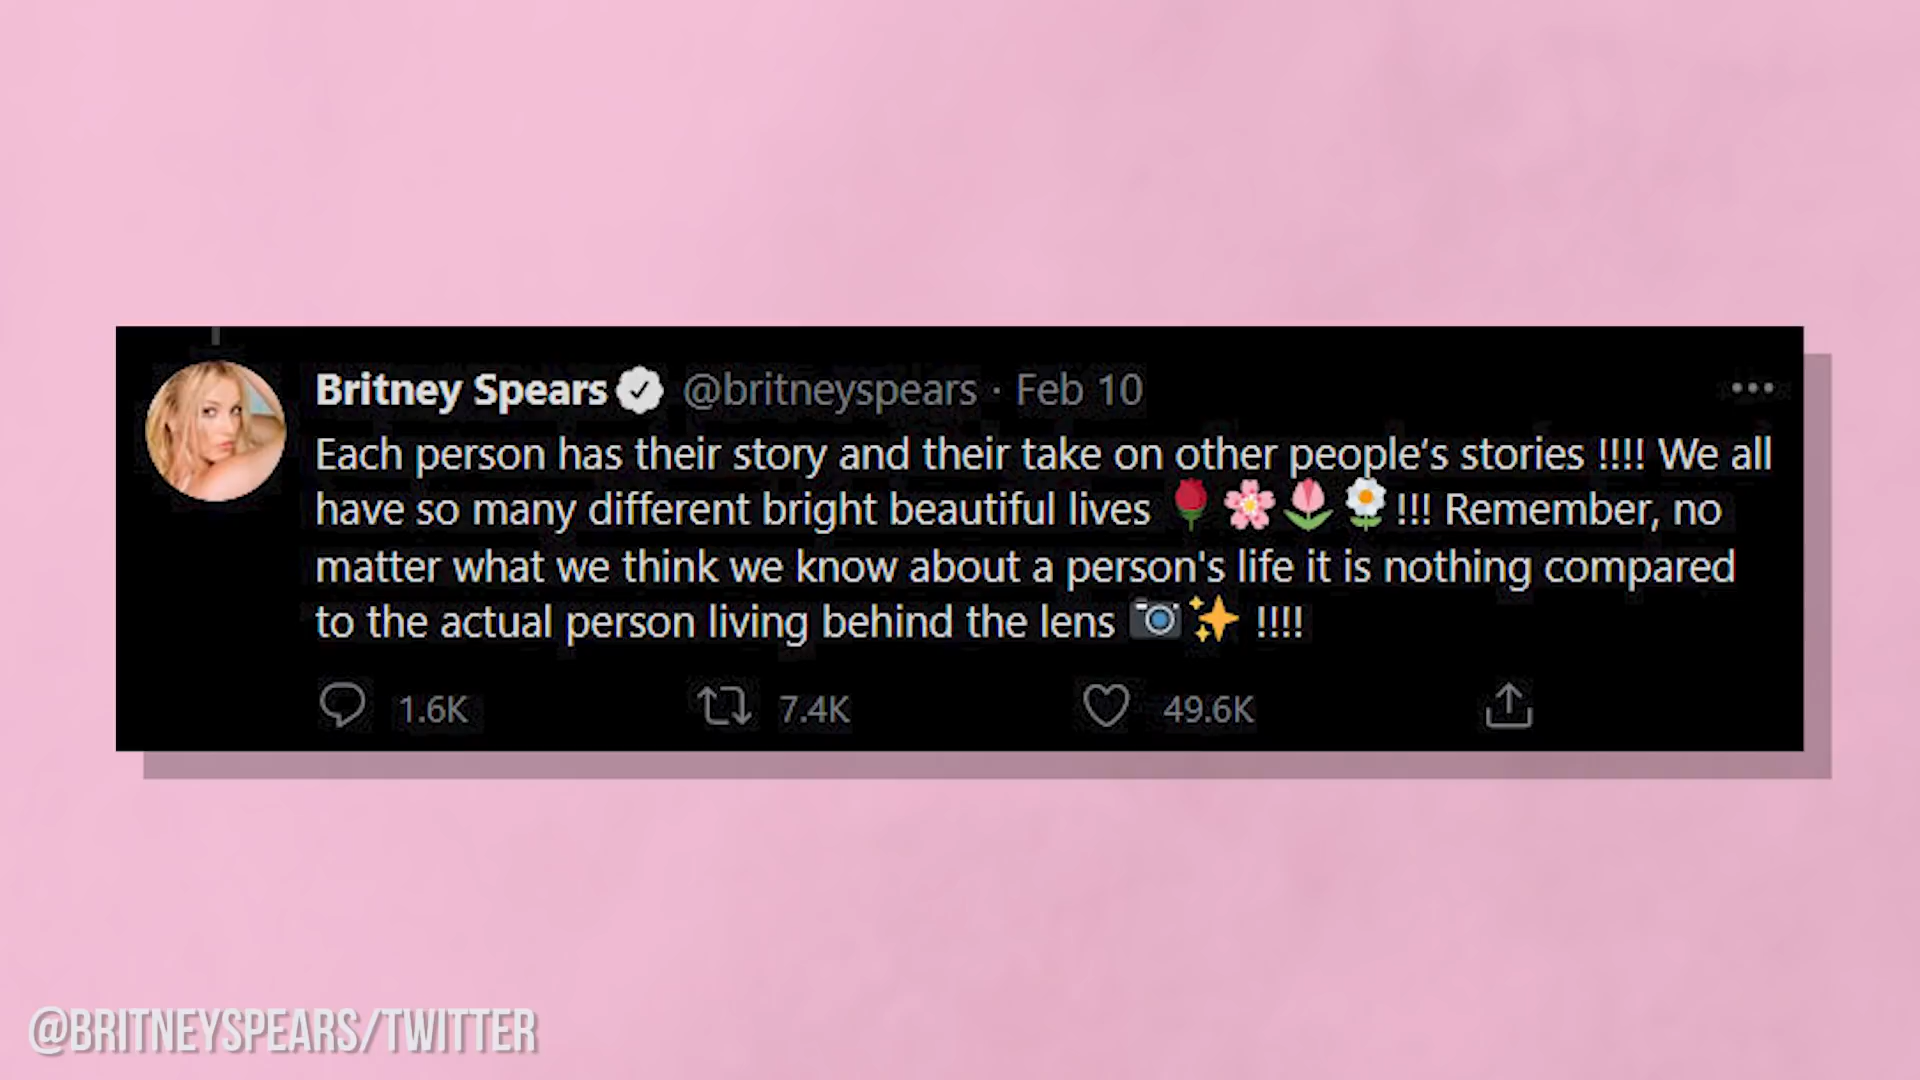 Britney Spears @britneyspears · Feb 10
Each person has their story and their take on other people‘s stories !!!! We all
have so many different bright beautiful lives 🌹🌸🌷🌼!!! Remember, no
matter what we think we know about a person's life it is nothing compared
to the actual person living behind the lens 📷✨ !!!!
1.6K 7.4K 49.6K
@BRITNEYSPEARS/TWITTER